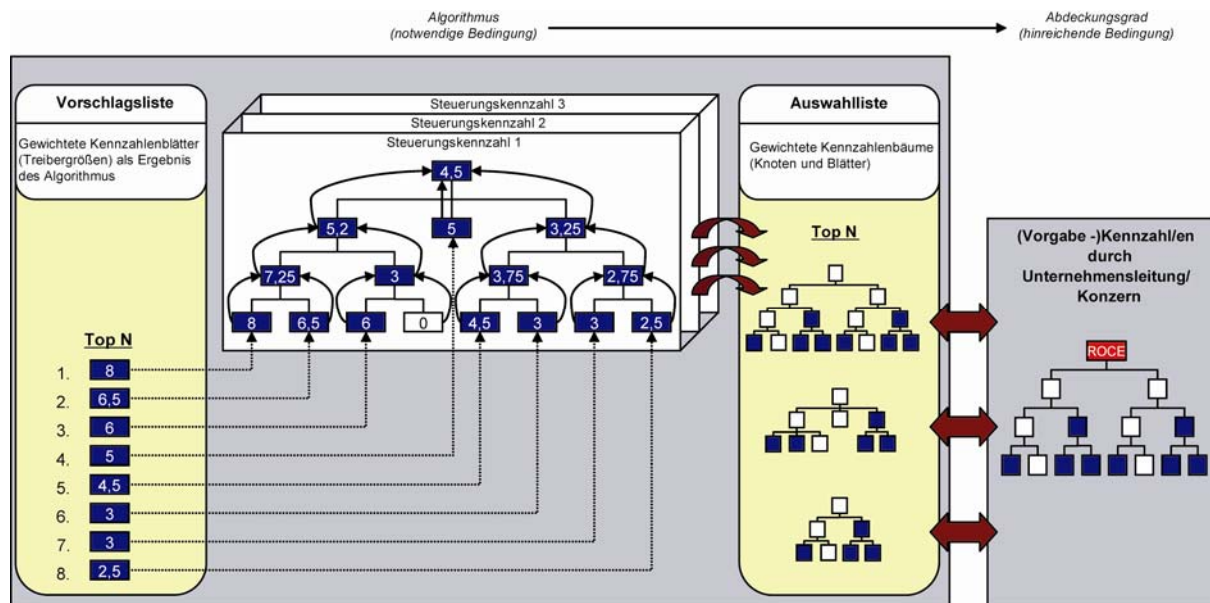 Algorithmus
(notwendige Bedingung)
Abdeckungsgrad
(hinreichende Bedingung)
Vorschlagsliste
Gewichtete Kennzahlenblätter
(Treibergrößen) als Ergebnis
des Algorithmus
Top N
1. 8
2. 6,5
3. 6
4. 5
5. 4,5
6. 3
7. 3
8. 2,5
Steuerungskennzahl 3
Steuerungskennzahl 2
Steuerungskennzahl 1
4,5
5,2 5 3,25
7,25 3 3,75 2,75
8 6,5 6 0 4,5 3 3 2,5
Auswahlliste
Gewichtete Kennzahlenbäume
(Knoten und Blätter)
Top N
(Vorgabe -)Kennzahl/en
durch
Unternehmensleitung/
Konzern
ROCE